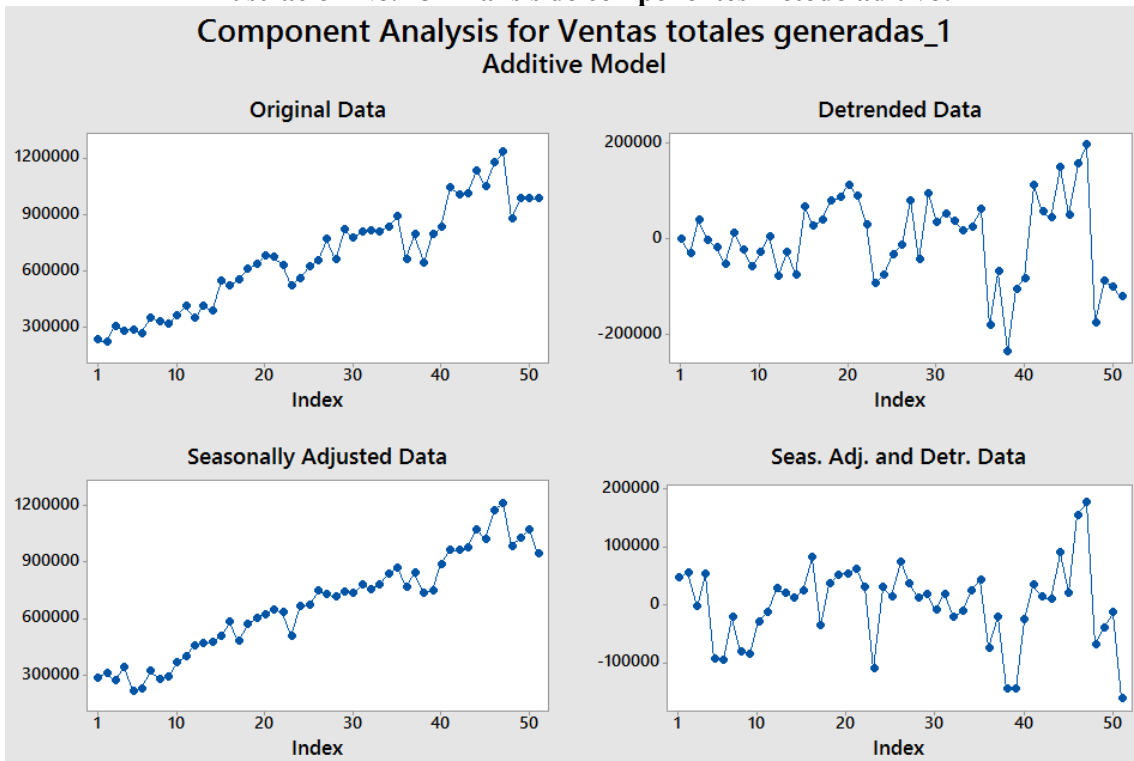 Component Analysis for Ventas totales generadas_1
Additive Model
Original Data
1200000
900000
600000
300000
1 10 20 30 40 50
Index
Detrended Data
200000
0
-200000
1 10 20 30 40 50
Index
Seasonally Adjusted Data
1200000
900000
600000
300000
1 10 20 30 40 50
Index
Seas. Adj. and Detr. Data
200000
100000
0
-100000
1 10 20 30 40 50
Index